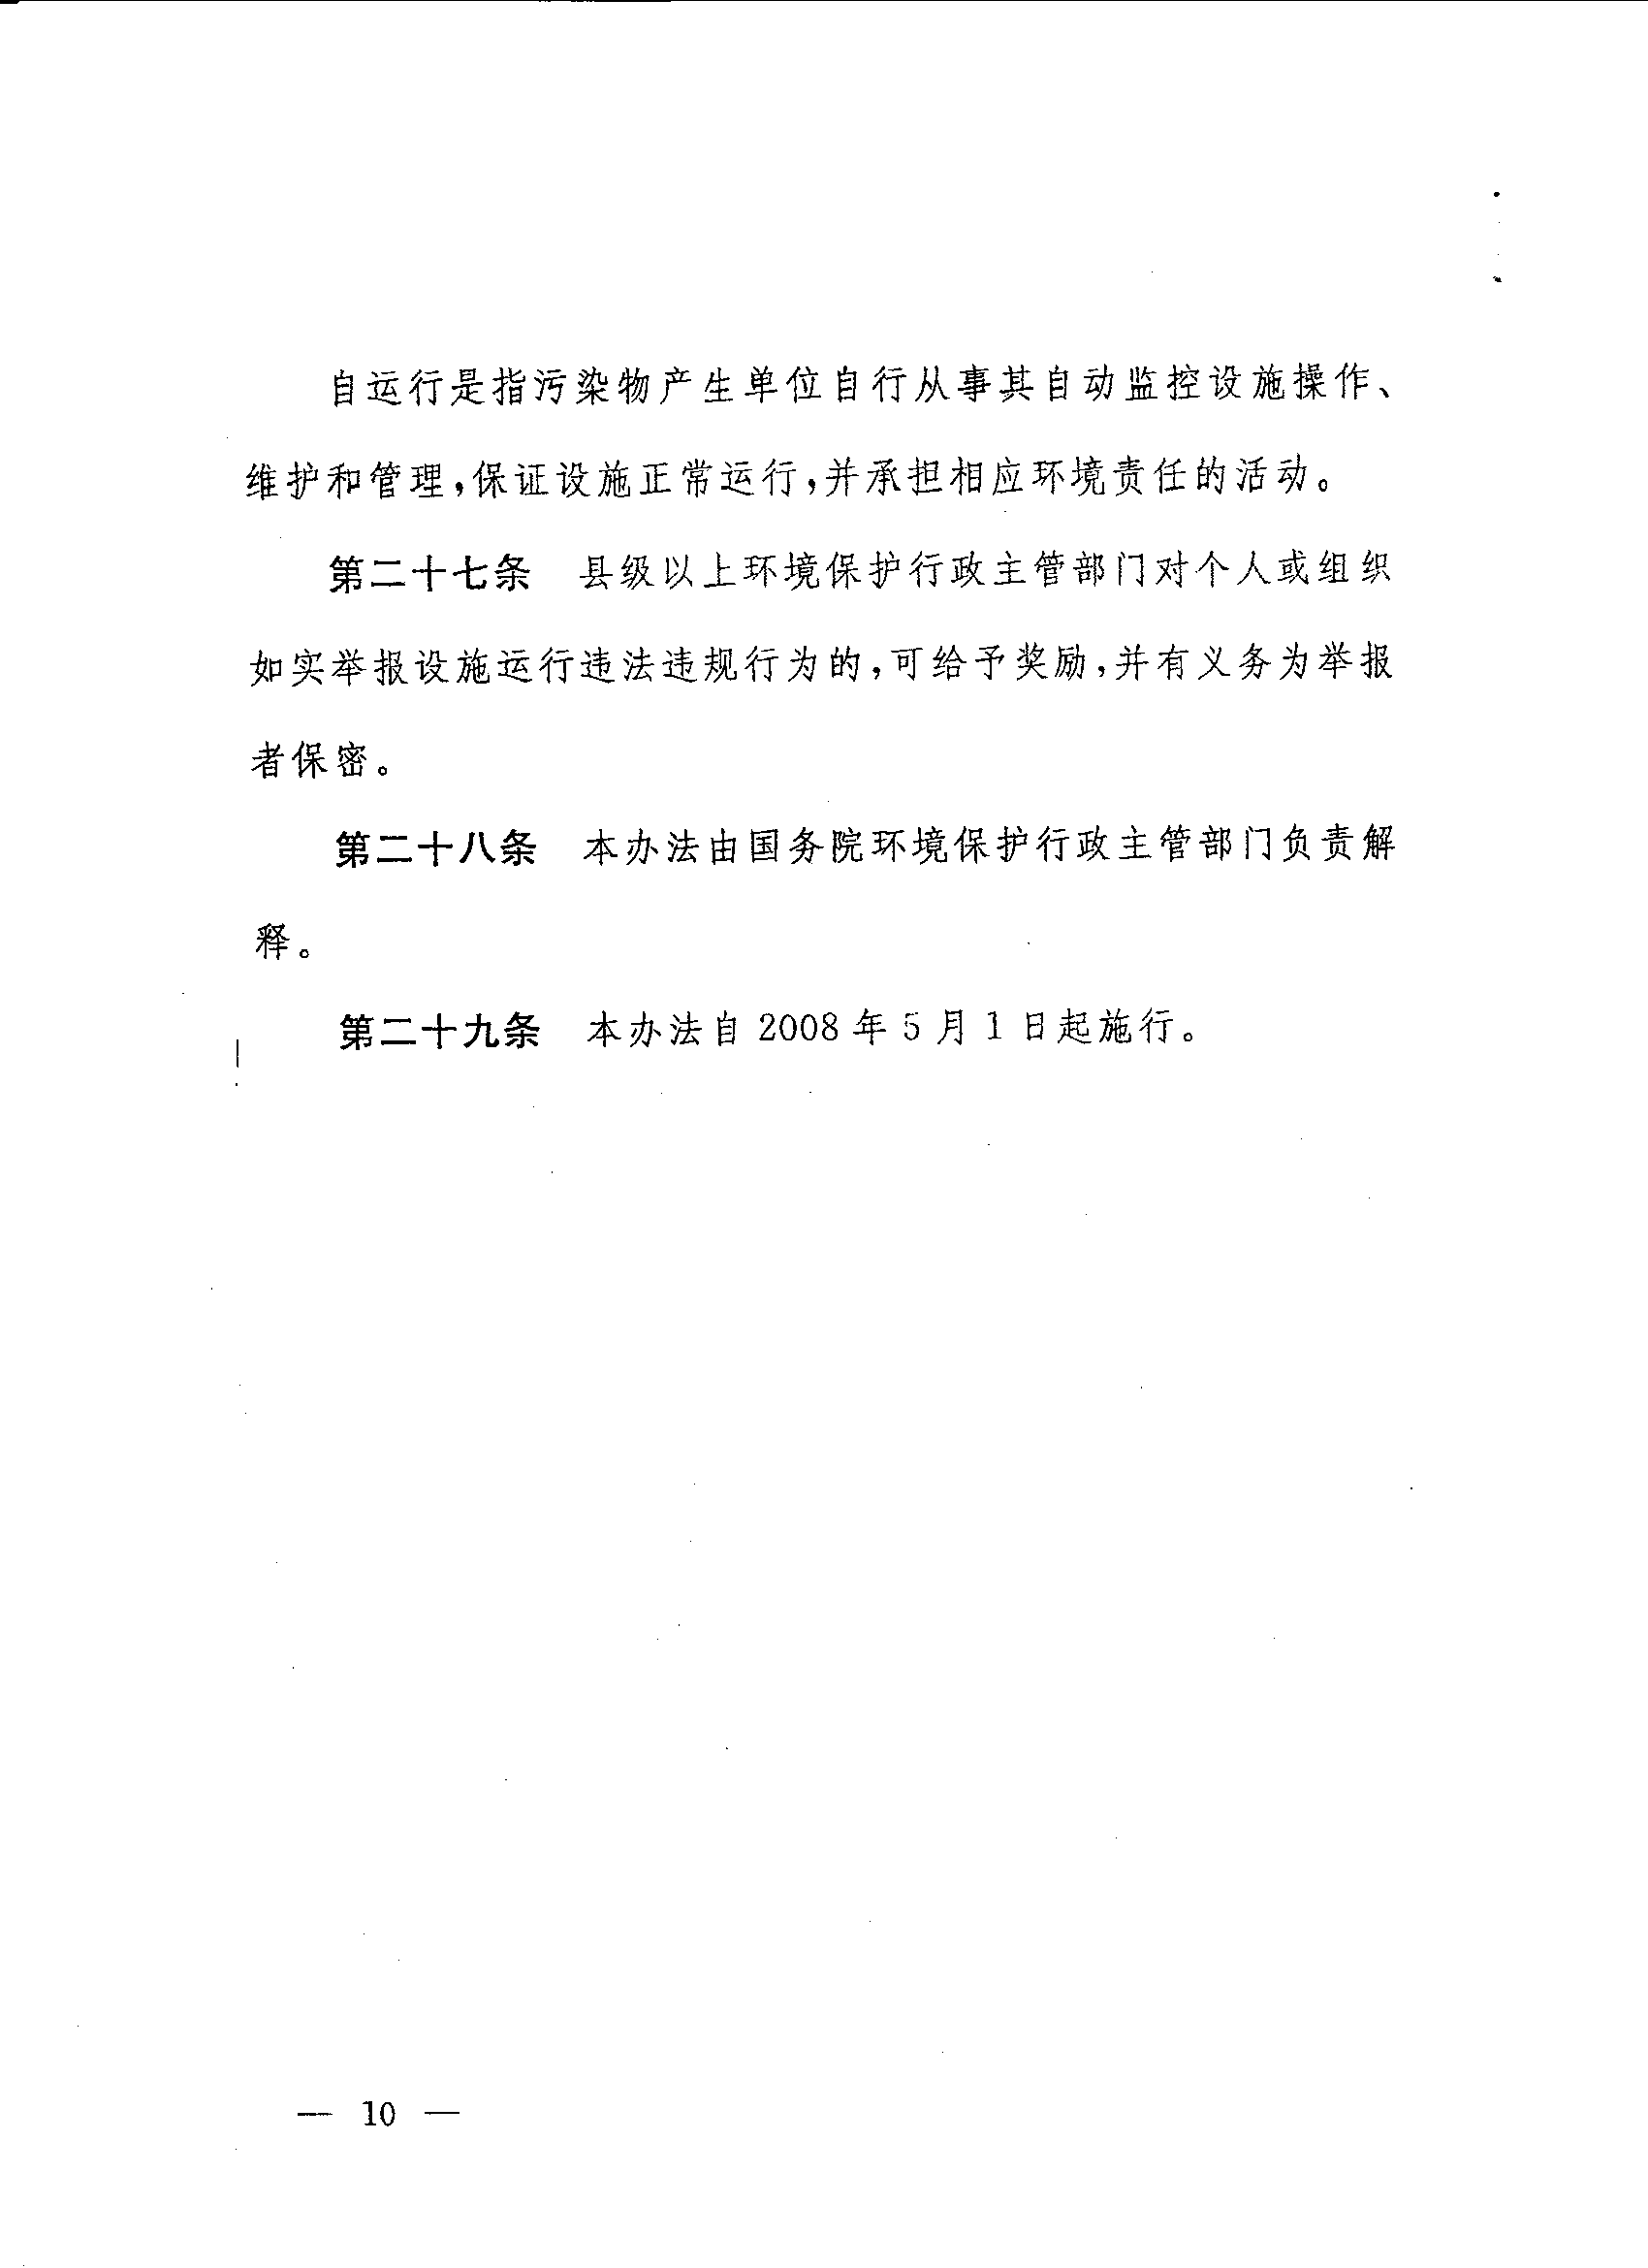 自运行是指污染物产生单位自行从事其自动监控设施操作、
维护和管理,保证设施正常运行,并承担相应环境责任的活动。
第二十七条　县级以上环境保护行政主管部门对个人或组织
如实举报设施运行违法违规行为的,可给予奖励,并有义务为举报
者保密。
第二十八条　本办法由国务院环境保护行政主管部门负责解
释。
第二十九条　本办法自 2008 年 5 月 1 日起施行。
— 10 —